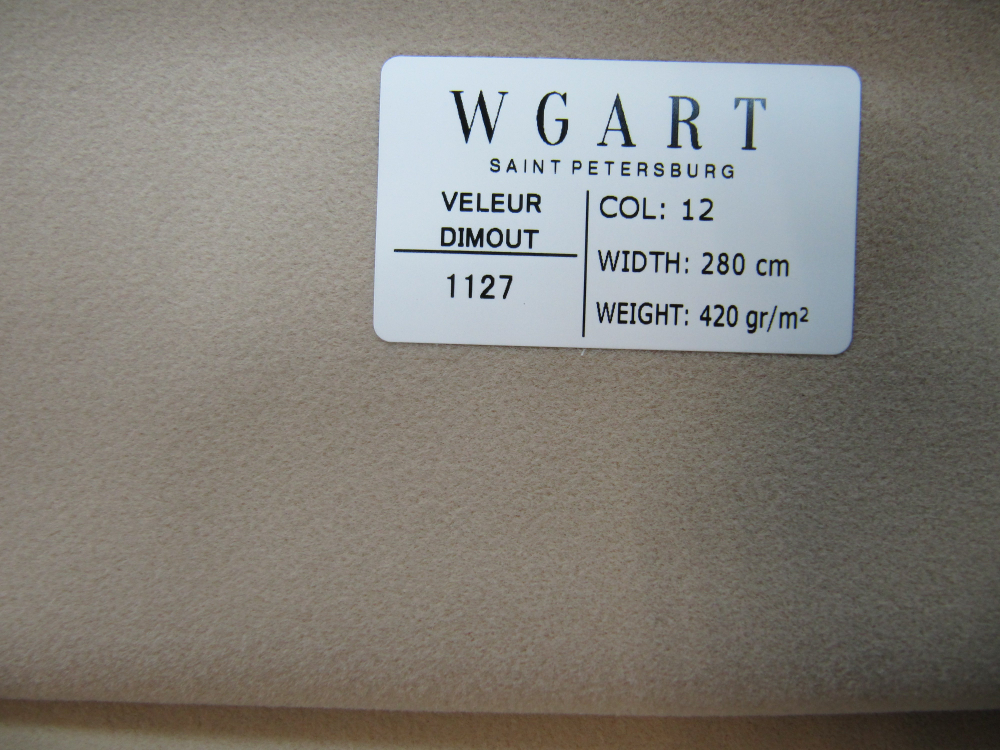 WGART
SAINT PETERSBURG
VELEUR
DIMOUT
1127
COL: 12
WIDTH: 280 cm
WEIGHT: 420 gr/m²